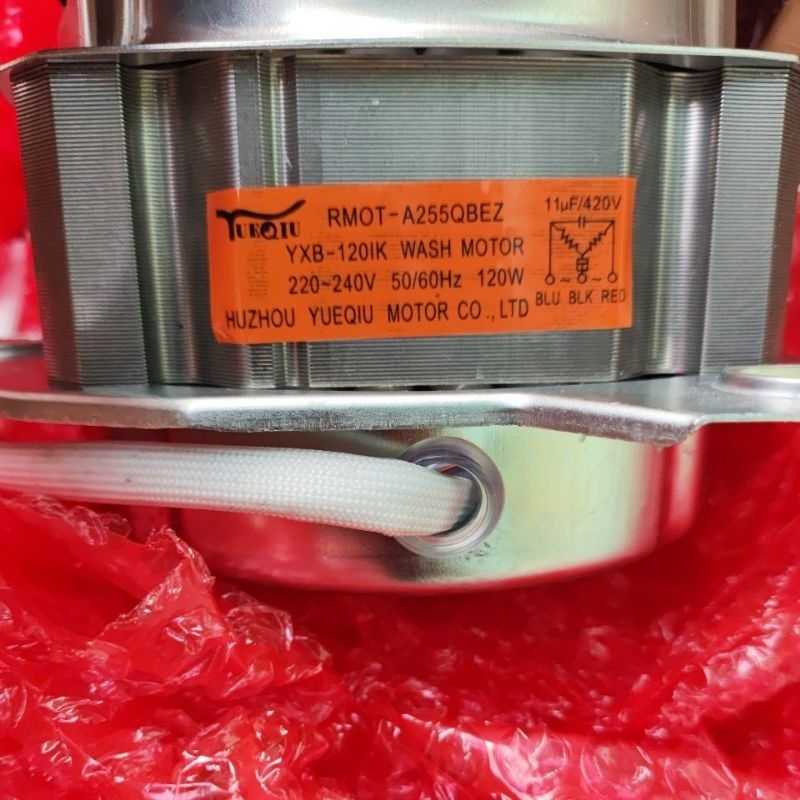 YUEQIU
RMOT-A255QBEZ
11μF/420V
YXB-120IK WASH MOTOR
220~240V 50/60Hz 120W
~
~
BLU BLK RED
HUZHOU YUEQIU MOTOR CO.,LTD